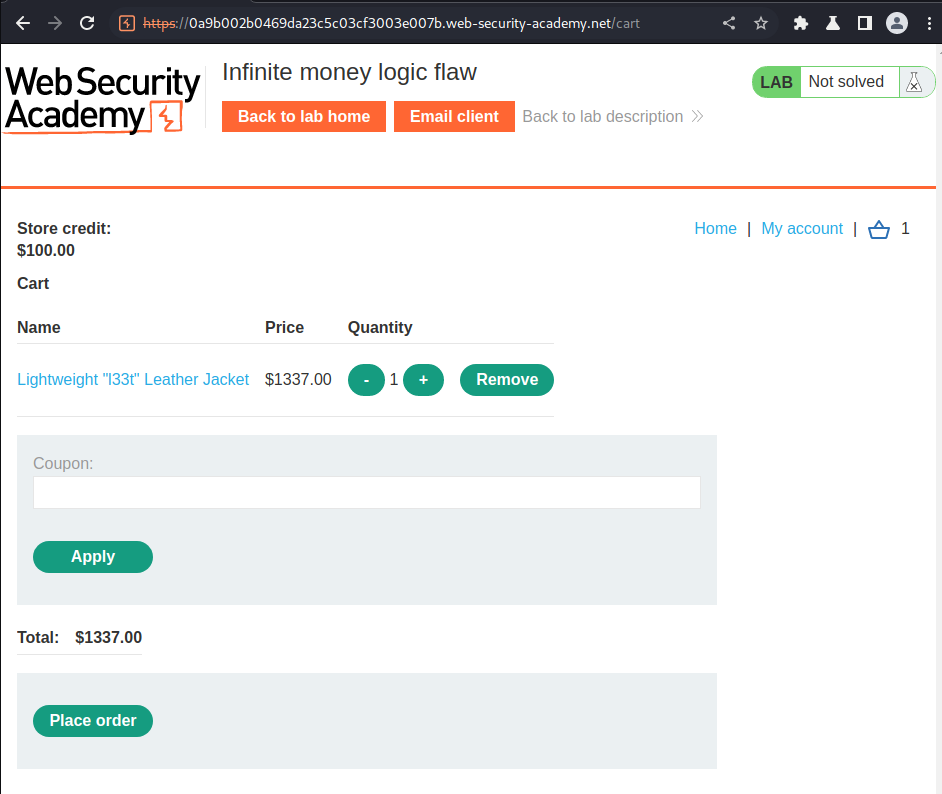 https://0a9b002b0469da23c5c03cf3003e007b.web-security-academy.net/cart
Web Security
Academy
Infinite money logic flaw
Back to lab home
Email client
Back to lab description
LAB
Not solved
Store credit:
$100.00
Home | My account | 1
Cart
Name Price Quantity
Lightweight "l33t" Leather Jacket $1337.00 - 1 + Remove
Coupon:
Apply
Total: $1337.00
Place order